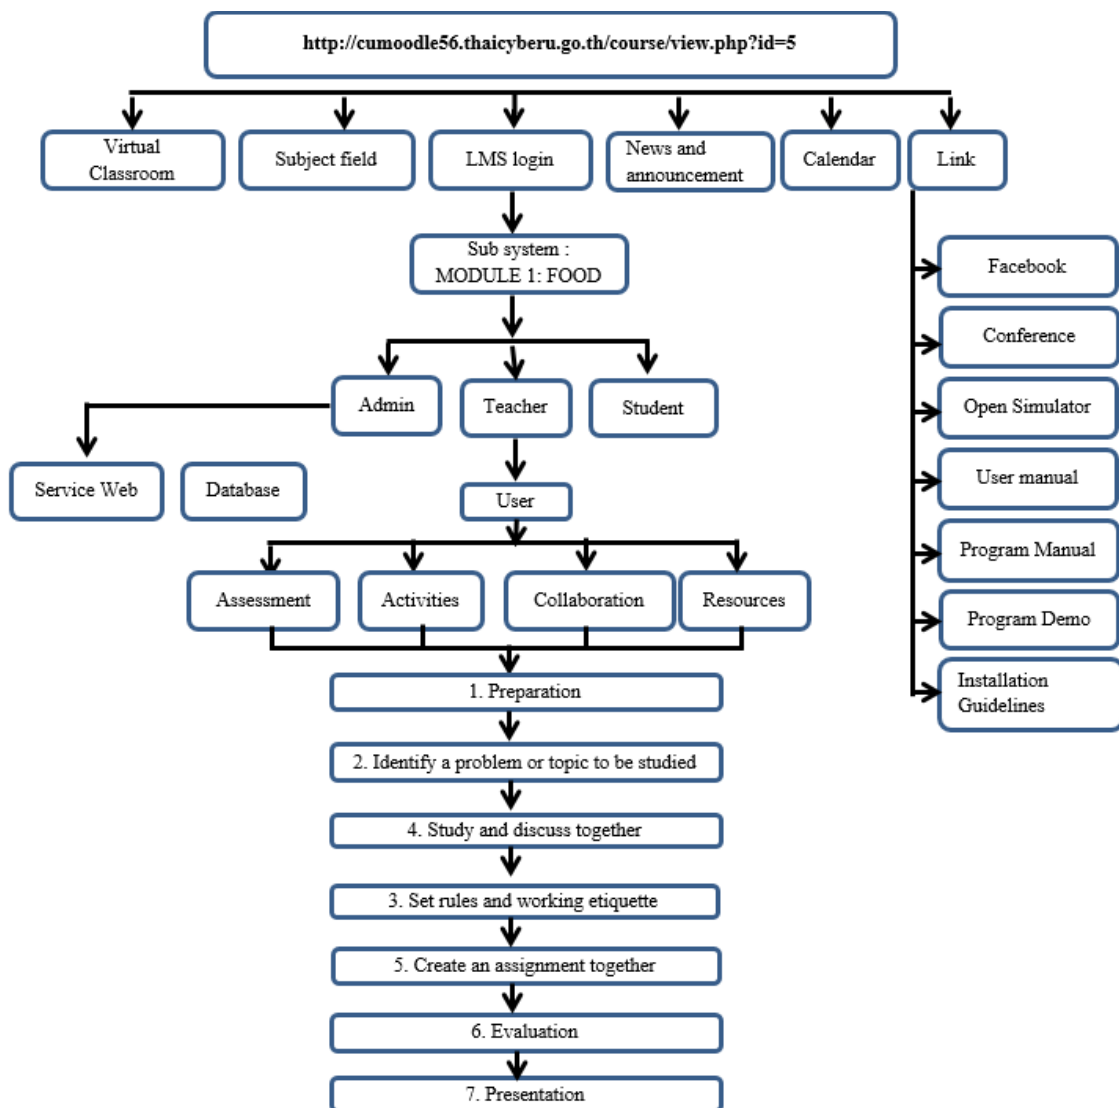 http://cumoodle56.thaicyberu.go.th/course/view.php?id=5
Virtual
Classroom
Subject field
LMS login
News and
announcement
Calendar
Link
Sub system :
MODULE 1: FOOD
Facebook
Conference
Admin
Teacher
Student
Open Simulator
Service Web
Database
User
User manual
Program Manual
Assessment
Activities
Collaboration
Resources
Program Demo
1. Preparation
Installation
Guidelines
2. Identify a problem or topic to be studied
4. Study and discuss together
3. Set rules and working etiquette
5. Create an assignment together
6. Evaluation
7. Presentation